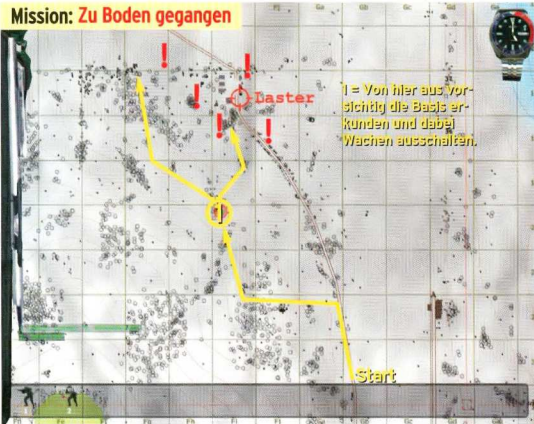 Mission: Zu Boden gegangen
Daster
1 = Von hier aus vor-
sichtig die Basis er-
kunden und dabei
Wachen ausschalten.
!
!
!
!
!
1
Start